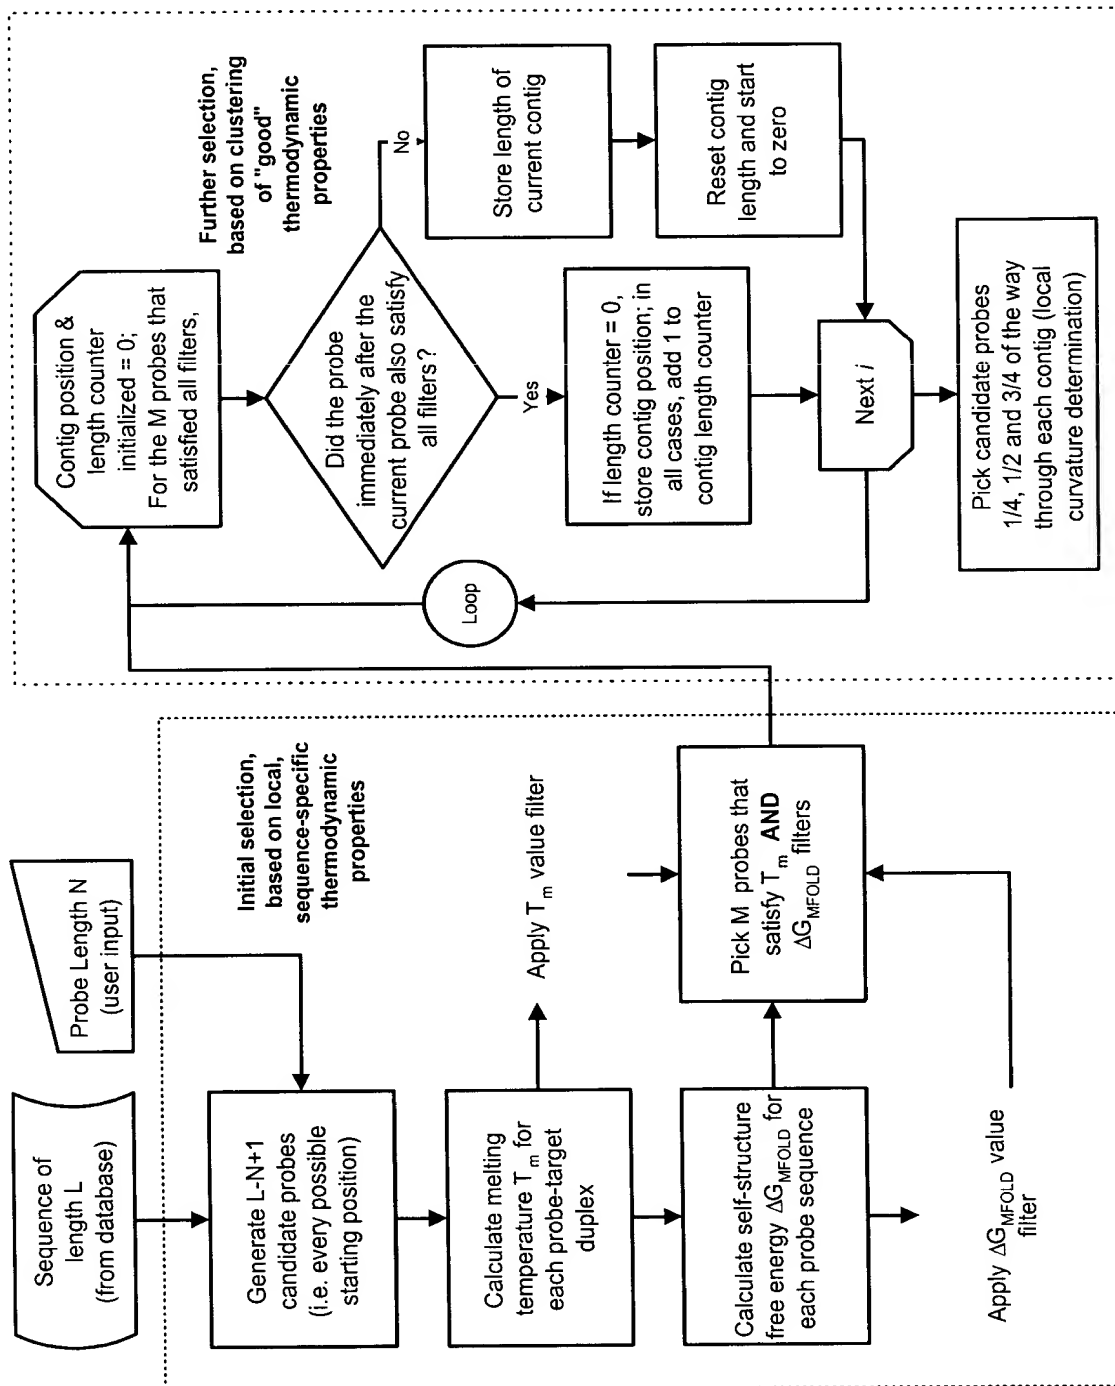 Sequence of
length L
(from database)
Probe Length N
(user input)
Initial selection,
based on local,
sequence-specific
thermodynamic
properties
Generate L-N+1
candidate probes
(i.e. every possible
starting position)
Calculate melting
temperature Tm for
each probe-target
duplex
Apply Tm value filter
Calculate self-structure
free energy ΔGMFOLD for
each probe sequence
Pick M probes that
satisfy Tm AND
ΔGMFOLD filters
Apply ΔGMFOLD value
filter
Contig position &
length counter
initialized = 0;
For the M probes that
satisfied all filters,
Further selection,
based on clustering
of "good"
thermodynamic
properties
Loop
Did the probe
immediately after the
current probe also satisfy
all filters?
No
Yes
Store length of
current contig
If length counter = 0,
store contig position; in
all cases, add 1 to
contig length counter
Reset contig
length and start
to zero
Next i
Pick candidate probes
1/4, 1/2 and 3/4 of the way
through each contig (local
curvature determination)